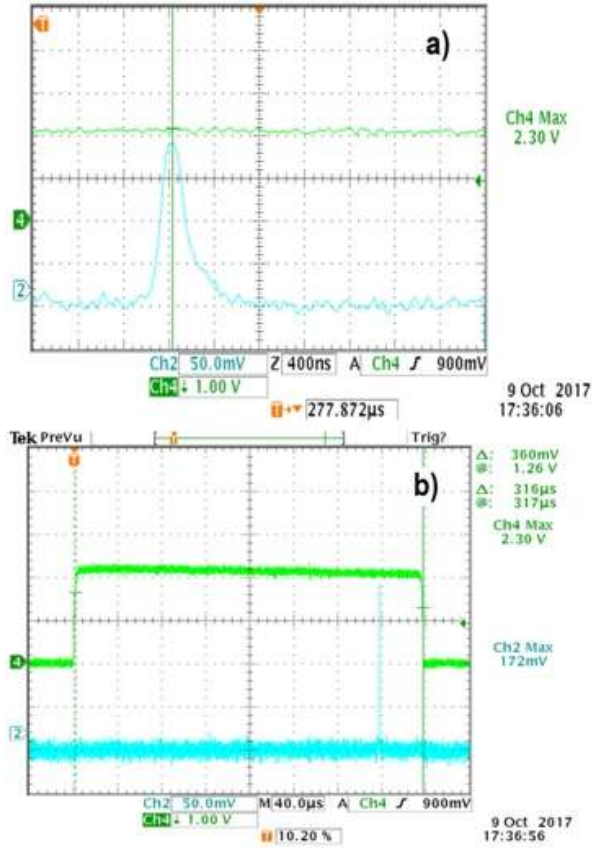 T
a)
Ch4 Max
2.30 V
4
2
Ch2 50.0mV Z 400ns A Ch4 ʃ 900mV
Ch4 ↓ 1.00 V
T→▼ 277.872µs
9 Oct 2017
17:36:06
Tek PreVu T Trig?
T
b)
Δ: 360mV
@: 1.26 V
Δ: 316µs
@: 317µs
Ch4 Max
2.30 V
4
Ch2 Max
172mV
2
Ch2 50.0mV M 40.0µs A Ch4 ʃ 900mV
Ch4 ↓ 1.00 V
T 10.20 %
9 Oct 2017
17:36:56